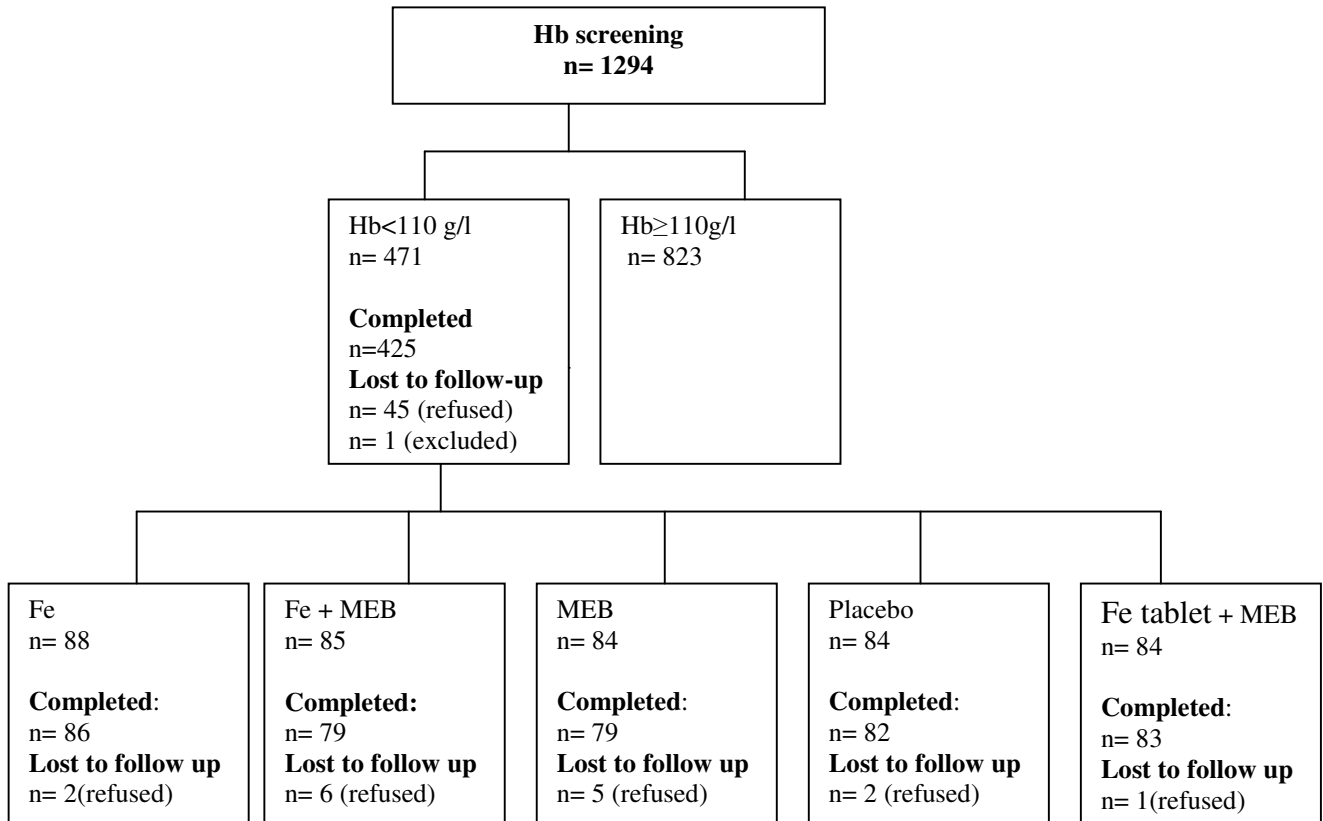 Hb screening
n= 1294
Hb<110 g/l
n= 471
Completed
n=425
Lost to follow-up
n= 45 (refused)
n= 1 (excluded)
Hb≥110g/l
n= 823
Fe
n= 88
Completed:
n= 86
Lost to follow up
n= 2(refused)
Fe + MEB
n= 85
Completed:
n= 79
Lost to follow up
n= 6 (refused)
MEB
n= 84
Completed:
n= 79
Lost to follow up
n= 5 (refused)
Placebo
n= 84
Completed:
n= 82
Lost to follow up
n= 2 (refused)
Fe tablet + MEB
n= 84
Completed:
n= 83
Lost to follow up
n= 1(refused)